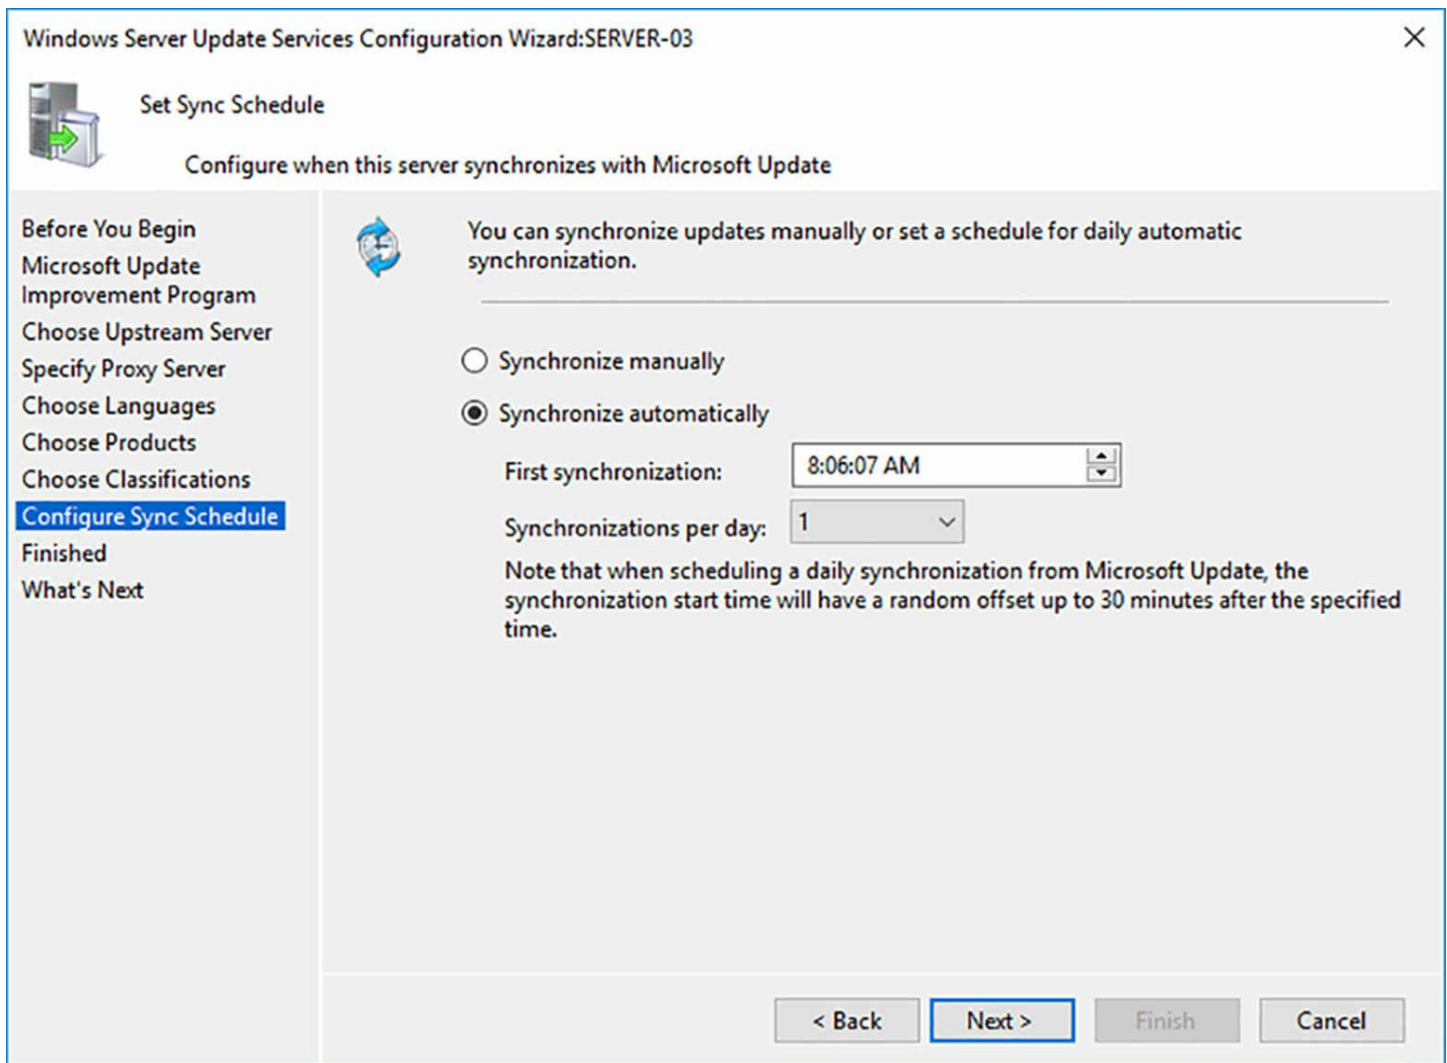 Windows Server Update Services Configuration Wizard:SERVER-03
Set Sync Schedule
Configure when this server synchronizes with Microsoft Update
Before You Begin
Microsoft Update
Improvement Program
Choose Upstream Server
Specify Proxy Server
Choose Languages
Choose Products
Choose Classifications
Configure Sync Schedule
Finished
What's Next
You can synchronize updates manually or set a schedule for daily automatic
synchronization.
Synchronize manually
Synchronize automatically
First synchronization: 8:06:07 AM
Synchronizations per day: 1
Note that when scheduling a daily synchronization from Microsoft Update, the
synchronization start time will have a random offset up to 30 minutes after the specified
time.
< Back Next > Finish Cancel